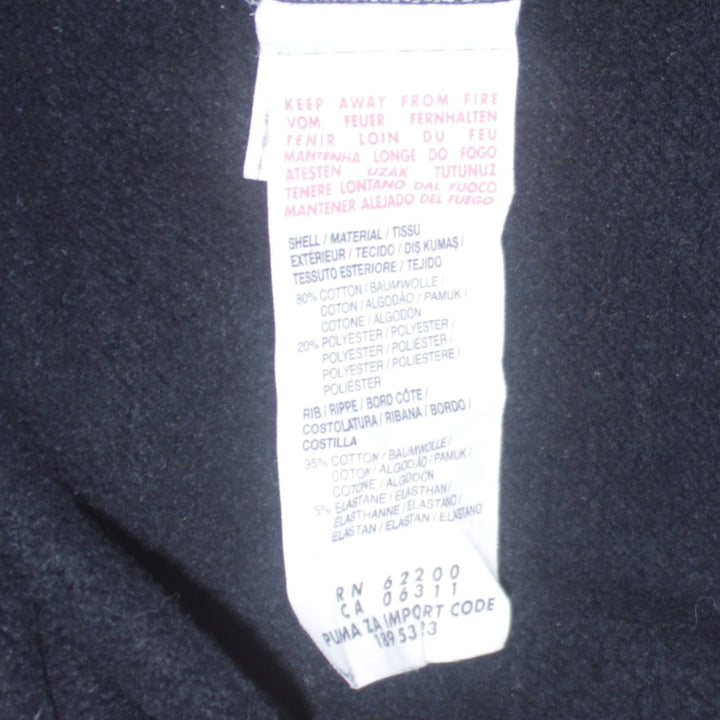 KEEP AWAY FROM FIRE
VOM FEUER FERNHALTEN
TENIR LOIN DU FEU
MANTENHA LONGE DO FOGO
ATESTEN UZAK TUTUNUZ
TENERE LONTANO DAL FUOCO
MANTENER ALEJADO DEL FUEGO
SHELL / MATERIAL / TISSU
EXTÉRIEUR / TECIDO / DIŞ KUMAŞ /
TESSUTO ESTERIORE / TEJIDO
80% COTTON / BAUMWOLLE /
COTON / ALGODÃO / PAMUK /
COTONE / ALGODÓN
20% POLYESTER / POLYESTER /
POLYESTER / POLIÉSTER /
POLYESTER / POLIESTERE /
POLIÉSTER
RIB / RIPPE / BORD CÔTE /
COSTOLATURA / RIBANA / BORDO /
COSTILLA
95% COTTON / BAUMWOLLE /
COTON / ALGODÃO / PAMUK /
COTONE / ALGODÓN
5% ELASTANE / ELASTHAN /
ÉLASTHANNE / ELASTANO /
ELASTAN / ELASTAN / ELASTANO
RN 62200
CA 06311
PUMA ZA IMPORT CODE